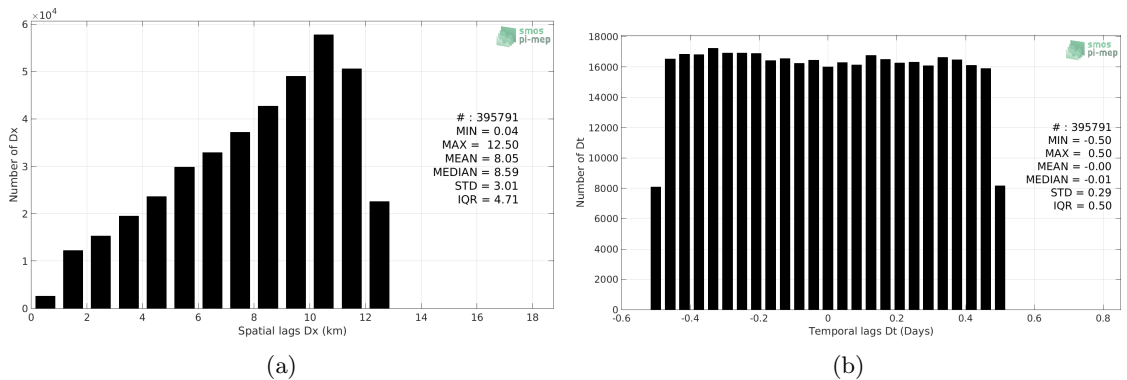 ×10⁴
6
5
4
3
2
1
0
Number of Dx
0 2 4 6 8 10 12 14 16 18
Spatial lags Dx (km)
smos
pi-mep
# : 395791
MIN = 0.04
MAX = 12.50
MEAN = 8.05
MEDIAN = 8.59
STD = 3.01
IQR = 4.71
(a)
18000
16000
14000
12000
10000
8000
6000
4000
2000
0
Number of Dt
-0.6 -0.4 -0.2 0 0.2 0.4 0.6 0.8
Temporal lags Dt (Days)
smos
pi-mep
# : 395791
MIN = -0.50
MAX = 0.50
MEAN = -0.00
MEDIAN = -0.01
STD = 0.29
IQR = 0.50
(b)